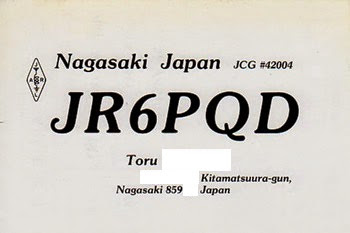 Nagasaki Japan JCG #42004
JR6PQD
Toru
Kitamatsuura-gun,
Nagasaki 859 Japan